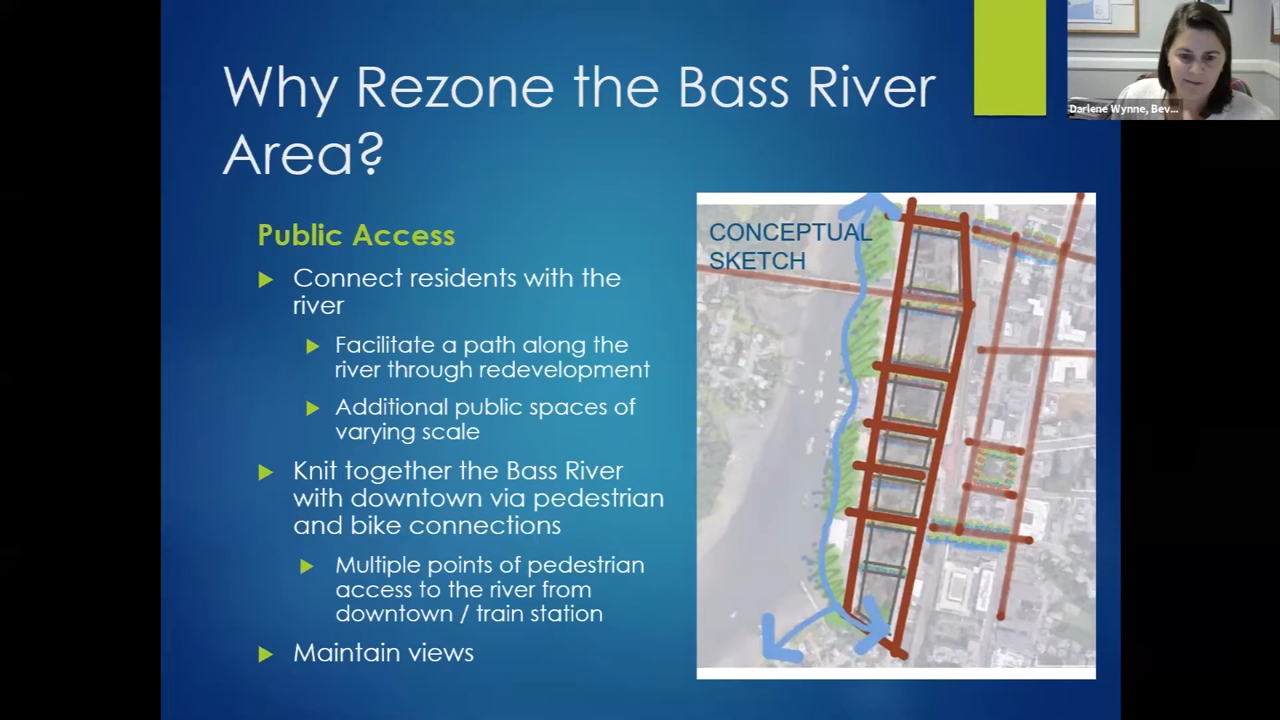 Why Rezone the Bass River
Area?
Darlene Wynne, Bev...
Public Access
Connect residents with the
river
Facilitate a path along the
river through redevelopment
Additional public spaces of
varying scale
Knit together the Bass River
with downtown via pedestrian
and bike connections
Multiple points of pedestrian
access to the river from
downtown / train station
Maintain views
CONCEPTUAL
SKETCH